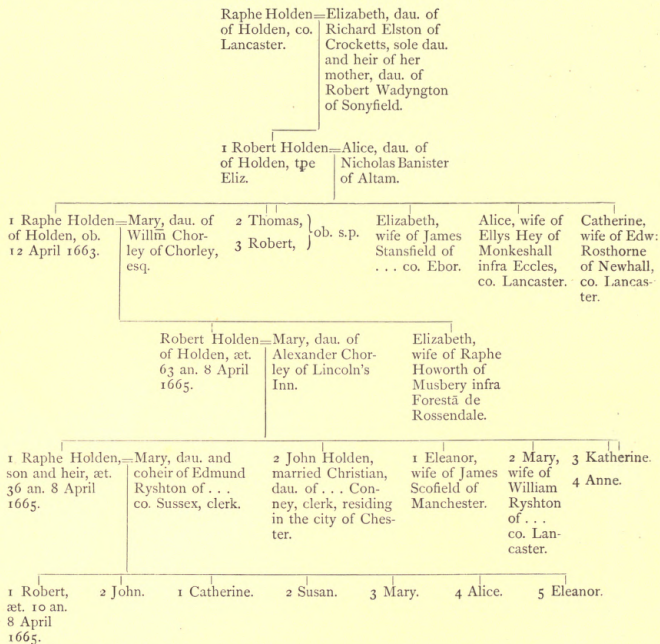 Raphe Holden=Elizabeth, dau. of
of Holden, co. Richard Elston of
Lancaster. Crocketts, sole dau.
and heir of her
mother, dau. of
Robert Wadyngton
of Sonyfield.
1 Robert Holden=Alice, dau. of
of Holden, tpe Nicholas Banister
Eliz. of Altam.
1 Raphe Holden=Mary, dau. of
of Holden, ob. Willm̄ Chor-
12 April 1663. ley of Chorley,
esq.
2 Thomas,
3 Robert,
} ob. s.p.
Elizabeth,
wife of James
Stansfield of
. . . co. Ebor.
Alice, wife of
Ellys Hey of
Monkeshall
infra Eccles,
co. Lancaster.
Catherine,
wife of Edw:
Rosthorne
of Newhall,
co. Lancas-
ter.
Robert Holden=Mary, dau. of
of Holden, æt. Alexander Chor-
63 an. 8 April ley of Lincoln's
1665. Inn.
Elizabeth,
wife of Raphe
Howorth of
Musbery infra
Forestā de
Rossendale.
1 Raphe Holden,=Mary, dau. and
son and heir, æt. coheir of Edmund
36 an. 8 April Ryshton of . . .
1665. co. Sussex, clerk.
2 John Holden,
married Christian,
dau. of . . . Con-
ney, clerk, residing
in the city of Ches-
ter.
1 Eleanor,
wife of James
Scofield of
Manchester.
2 Mary,
wife of
William
Ryshton
of . . .
co. Lan-
caster.
3 Katherine.
4 Anne.
1 Robert,
æt. 10 an.
8 April
1665.
2 John.
1 Catherine.
2 Susan.
3 Mary.
4 Alice.
5 Eleanor.